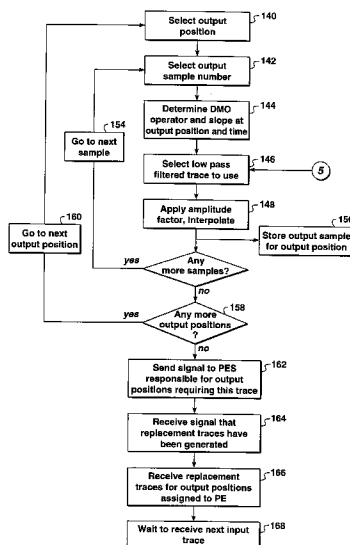 Select output
position
140
Select output
sample number
142
154
Go to next
sample
Determine DMO
operator and slope at
output position and time
144
Select low pass
filtered trace to use
146
5
160
Go to next
output position
Apply amplitude
factor, Interpolate
148
Store output sample
for output position
yes
Any
more samples?
no
yes
Any more
output positions
?
158
no
Send signal to PES
responsible for output
positions requiring this trace
162
Receive signal that
replacement traces have
been generated
164
Receive replacement
traces for output positions
assigned to PE
166
Wait to receive next input
trace
168